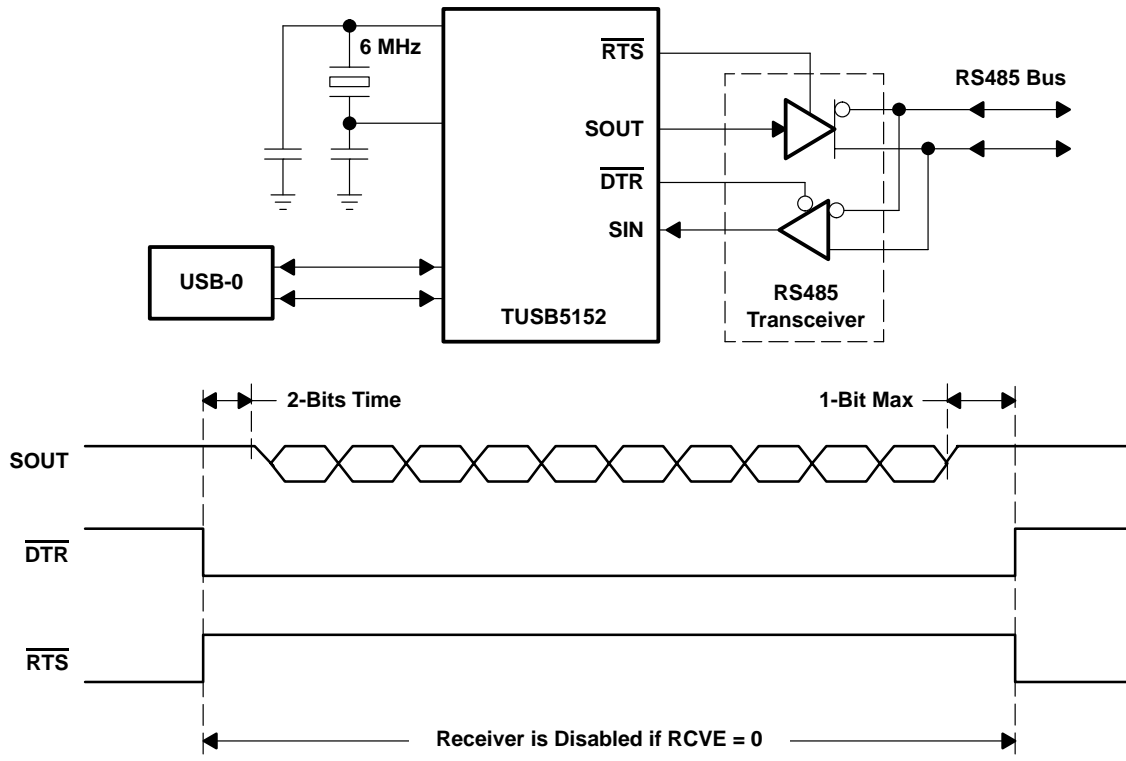 6 MHz
RTS
SOUT
DTR
SIN
RS485 Bus
USB-0
TUSB5152
RS485
Transceiver
2-Bits Time
1-Bit Max
SOUT
DTR
RTS
Receiver is Disabled if RCVE = 0